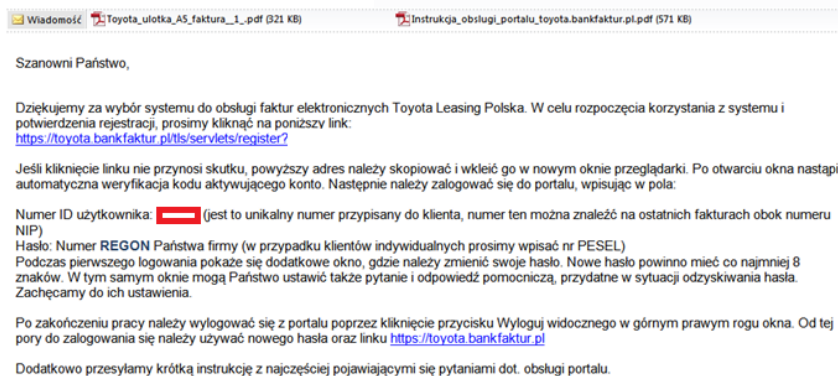 Wiadomość Toyota_ulotka_A5_faktura__1_.pdf (321 KB) Instrukcja_obslugi_portalu_toyota.bankfaktur.pl.pdf (571 KB)
Szanowni Państwo,
Dziękujemy za wybór systemu do obsługi faktur elektronicznych Toyota Leasing Polska. W celu rozpoczęcia korzystania z systemu i
potwierdzenia rejestracji, prosimy kliknąć na poniższy link:
https://toyota.bankfaktur.pl/tls/servlets/register?
Jeśli kliknięcie linku nie przynosi skutku, powyższy adres należy skopiować i wkleić go w nowym oknie przeglądarki. Po otwarciu okna nastąpi
automatyczna weryfikacja kodu aktywującego konto. Następnie należy zalogować się do portalu, wpisując w pola:
Numer ID użytkownika: (jest to unikalny numer przypisany do klienta, numer ten można znaleźć na ostatnich fakturach obok numeru
NIP)
Hasło: Numer REGON Państwa firmy (w przypadku klientów indywidualnych prosimy wpisać nr PESEL)
Podczas pierwszego logowania pokaże się dodatkowe okno, gdzie należy zmienić swoje hasło. Nowe hasło powinno mieć co najmniej 8
znaków. W tym samym oknie mogą Państwo ustawić także pytanie i odpowiedź pomocniczą, przydatne w sytuacji odzyskiwania hasła.
Zachęcamy do ich ustawienia.
Po zakończeniu pracy należy wylogować się z portalu poprzez kliknięcie przycisku Wyloguj widocznego w górnym prawym rogu okna. Od tej
pory do zalogowania się należy używać nowego hasła oraz linku https://toyota.bankfaktur.pl
Dodatkowo przesyłamy krótką instrukcję z najczęściej pojawiającymi się pytaniami dot. obsługi portalu.